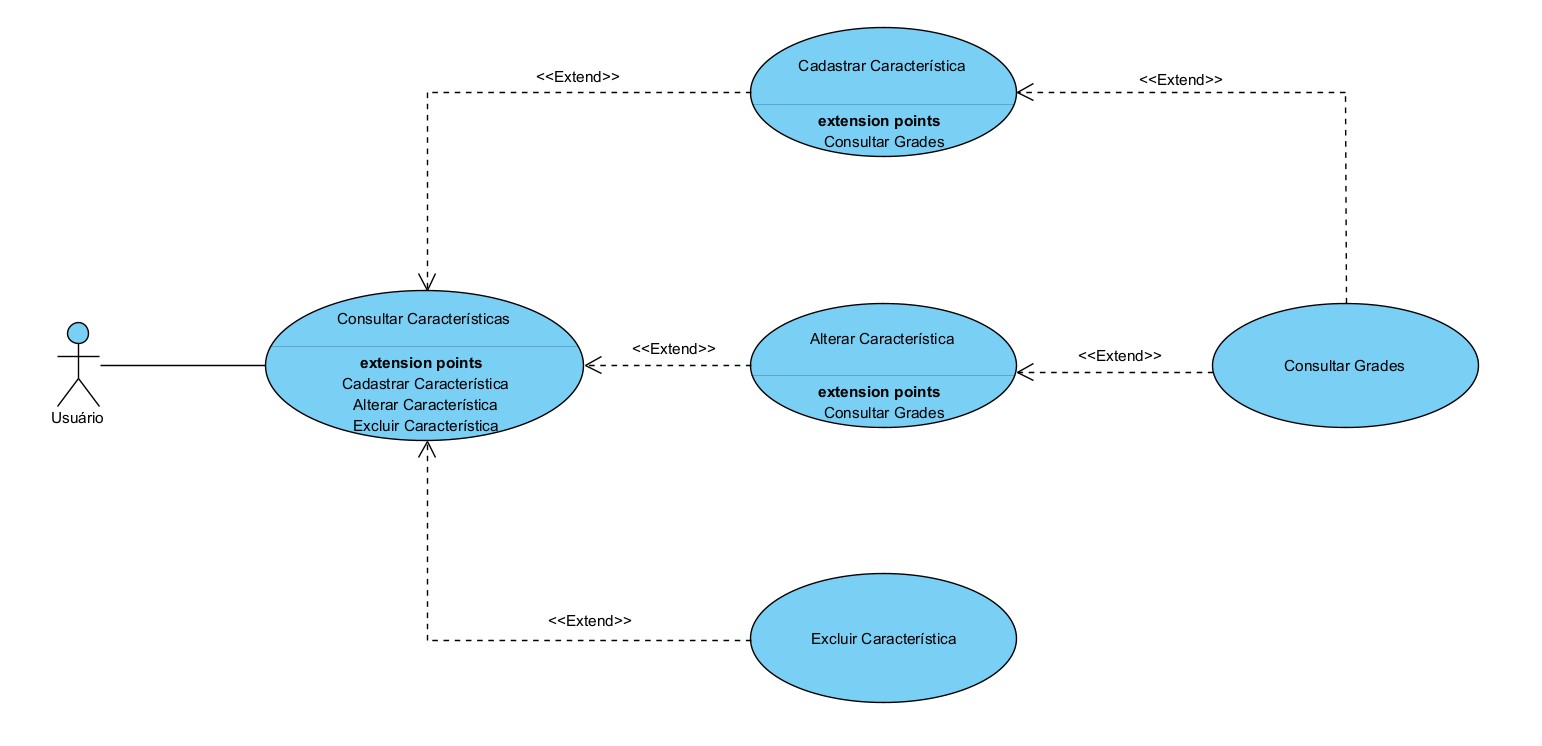 <<Extend>>
Cadastrar Característica
extension points
Consultar Grades
<<Extend>>
Usuário
Consultar Características
extension points
Cadastrar Característica
Alterar Característica
Excluir Característica
<<Extend>>
Alterar Característica
extension points
Consultar Grades
<<Extend>>
Consultar Grades
<<Extend>>
Excluir Característica